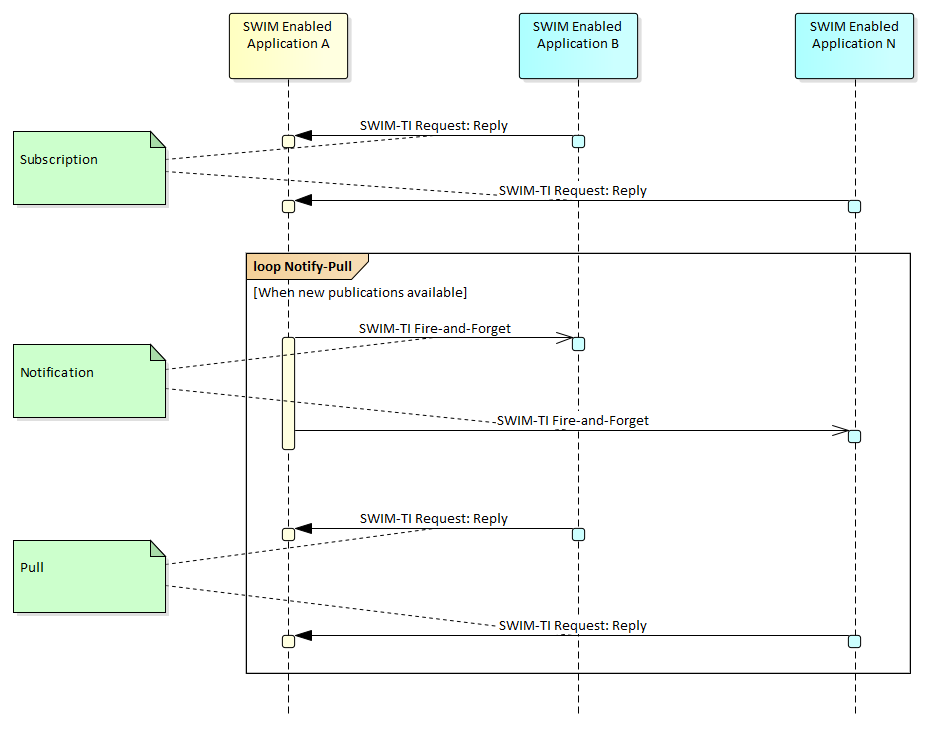 SWIM Enabled
Application A
SWIM Enabled
Application B
SWIM Enabled
Application N
SWIM-TI Request: Reply
Subscription
SWIM-TI Request: Reply
loop Notify-Pull
[When new publications available]
SWIM-TI Fire-and-Forget
Notification
SWIM-TI Fire-and-Forget
SWIM-TI Request: Reply
Pull
SWIM-TI Request: Reply